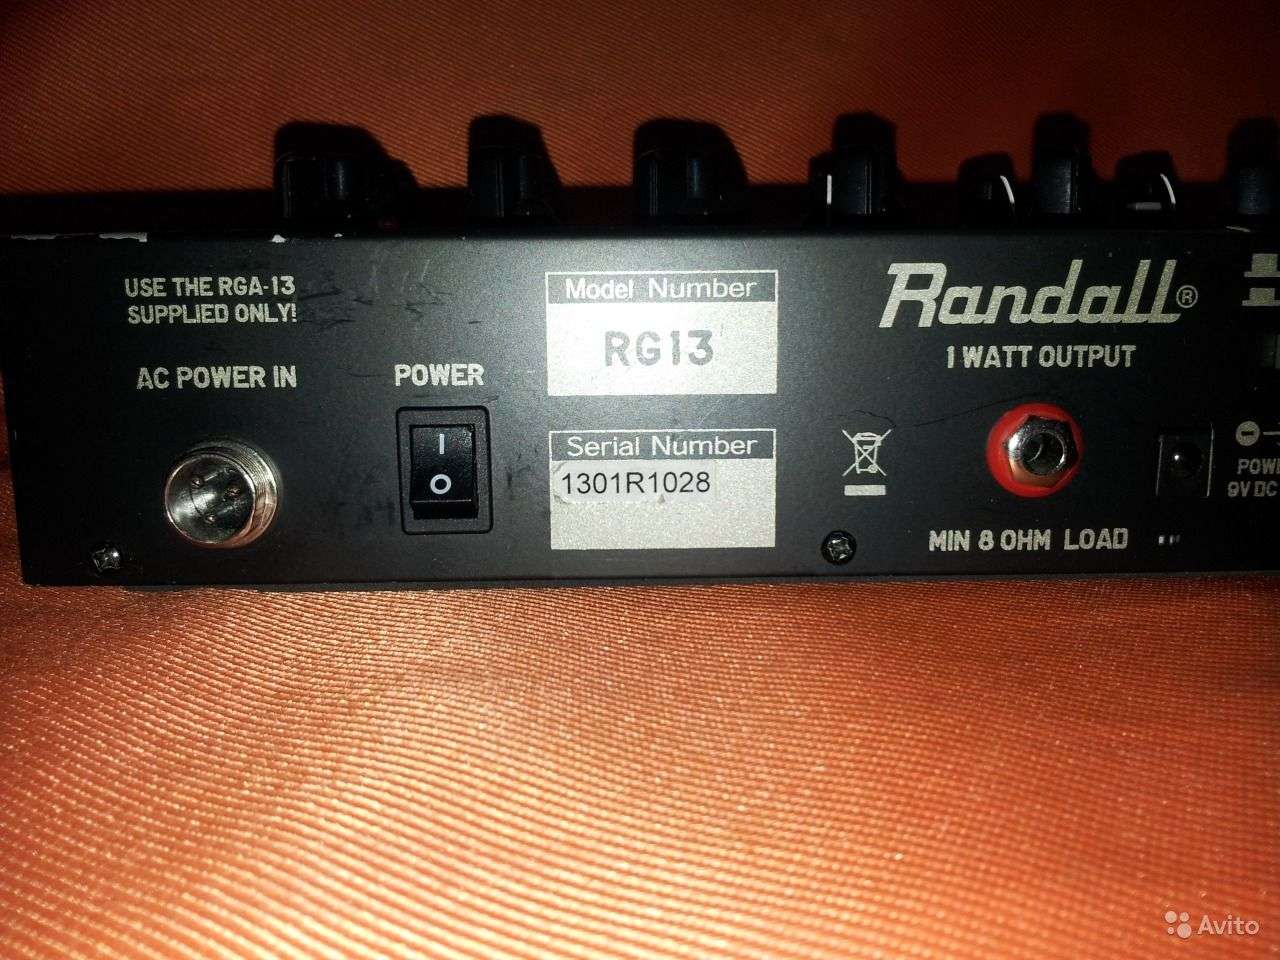 USE THE RGA-13
SUPPLIED ONLY!
AC POWER IN
POWER
I
O
Model Number
RG13
Serial Number
1301R1028
Randall®
1 WATT OUTPUT
MIN 8 OHM LOAD
9V DC
Avito